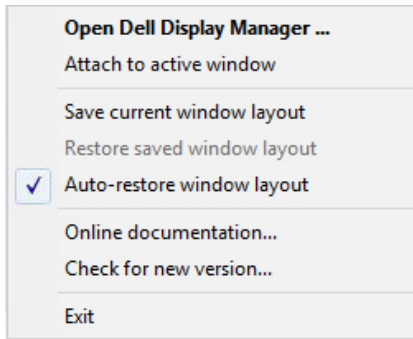 Open Dell Display Manager ...
Attach to active window
Save current window layout
Restore saved window layout
Auto-restore window layout
Online documentation...
Check for new version...
Exit